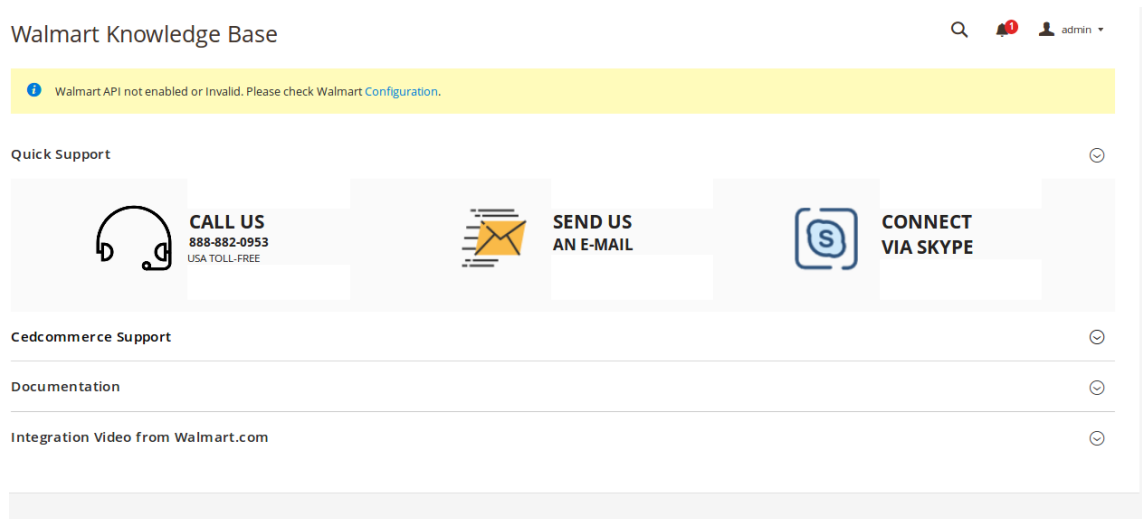 Walmart Knowledge Base
1
admin
Walmart API not enabled or Invalid. Please check Walmart Configuration.
Quick Support
CALL US
888-882-0953
USA TOLL-FREE
SEND US
AN E-MAIL
S
CONNECT
VIA SKYPE
Cedcommerce Support
Documentation
Integration Video from Walmart.com